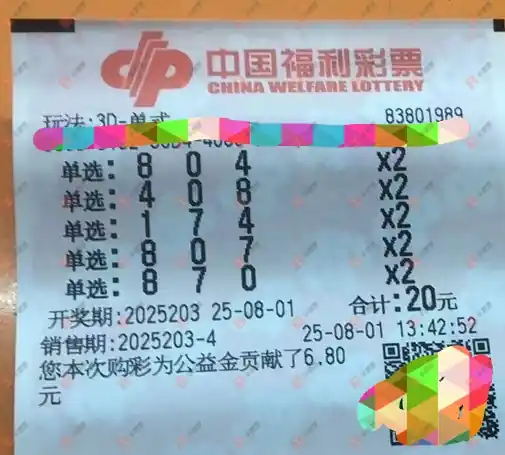 中国福利彩票
CHINA WELFARE LOTTERY
玩法:3D-单式 83801989
单选: 8 0 4 X2
单选: 4 0 8 X2
单选: 1 7 4 X2
单选: 8 0 7 X2
单选: 8 7 0 X2
开奖期:2025203 25-08-01 合计:20元
销售期:2025203-4 25-08-01 13:42:52
您本次购彩为公益金贡献了6.80
元